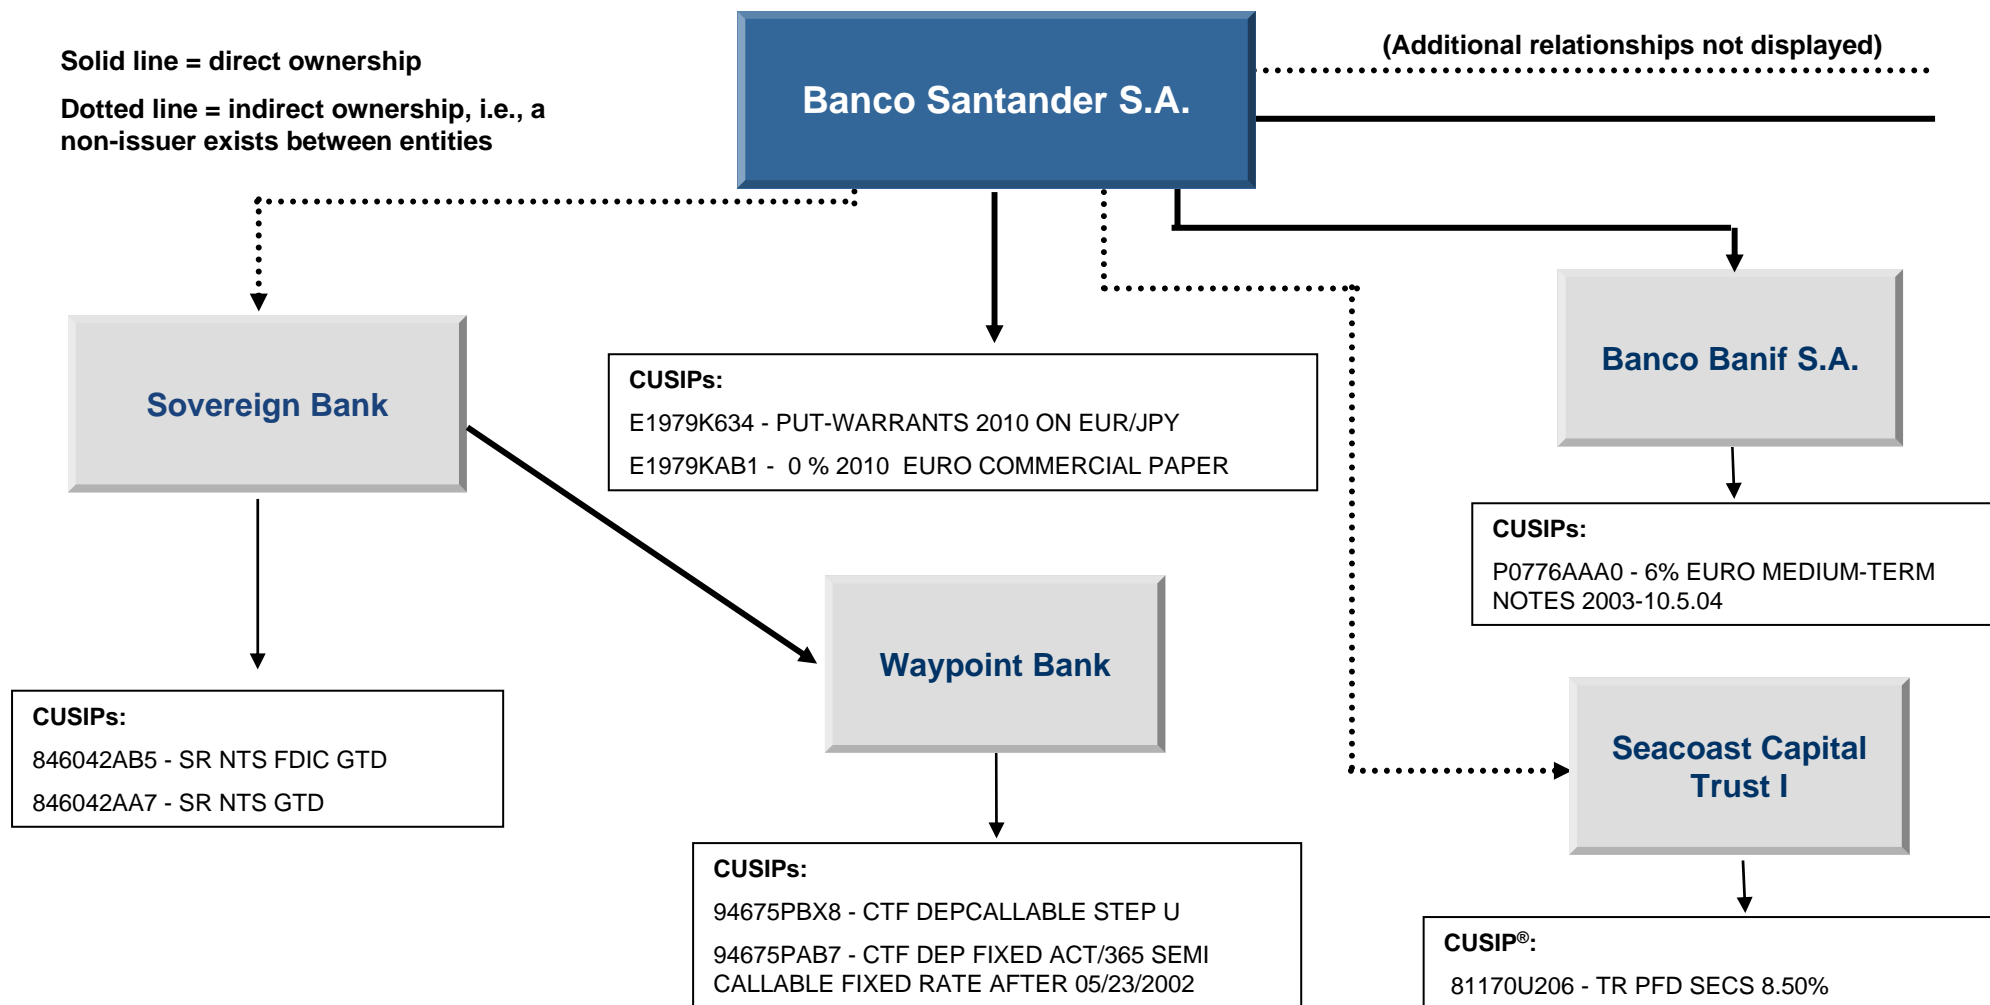 Solid line = direct ownership
Dotted line = indirect ownership, i.e., a
non-issuer exists between entities
Banco Santander S.A.
(Additional relationships not displayed)
Sovereign Bank
CUSIPs:
E1979K634 - PUT-WARRANTS 2010 ON EUR/JPY
E1979KAB1 - 0 % 2010 EURO COMMERCIAL PAPER
Banco Banif S.A.
CUSIPs:
P0776AAA0 - 6% EURO MEDIUM-TERM
NOTES 2003-10.5.04
Waypoint Bank
CUSIPs:
846042AB5 - SR NTS FDIC GTD
846042AA7 - SR NTS GTD
Seacoast Capital
Trust I
CUSIPs:
94675PBX8 - CTF DEPCALLABLE STEP U
94675PAB7 - CTF DEP FIXED ACT/365 SEMI
CALLABLE FIXED RATE AFTER 05/23/2002
CUSIP®:
81170U206 - TR PFD SECS 8.50%